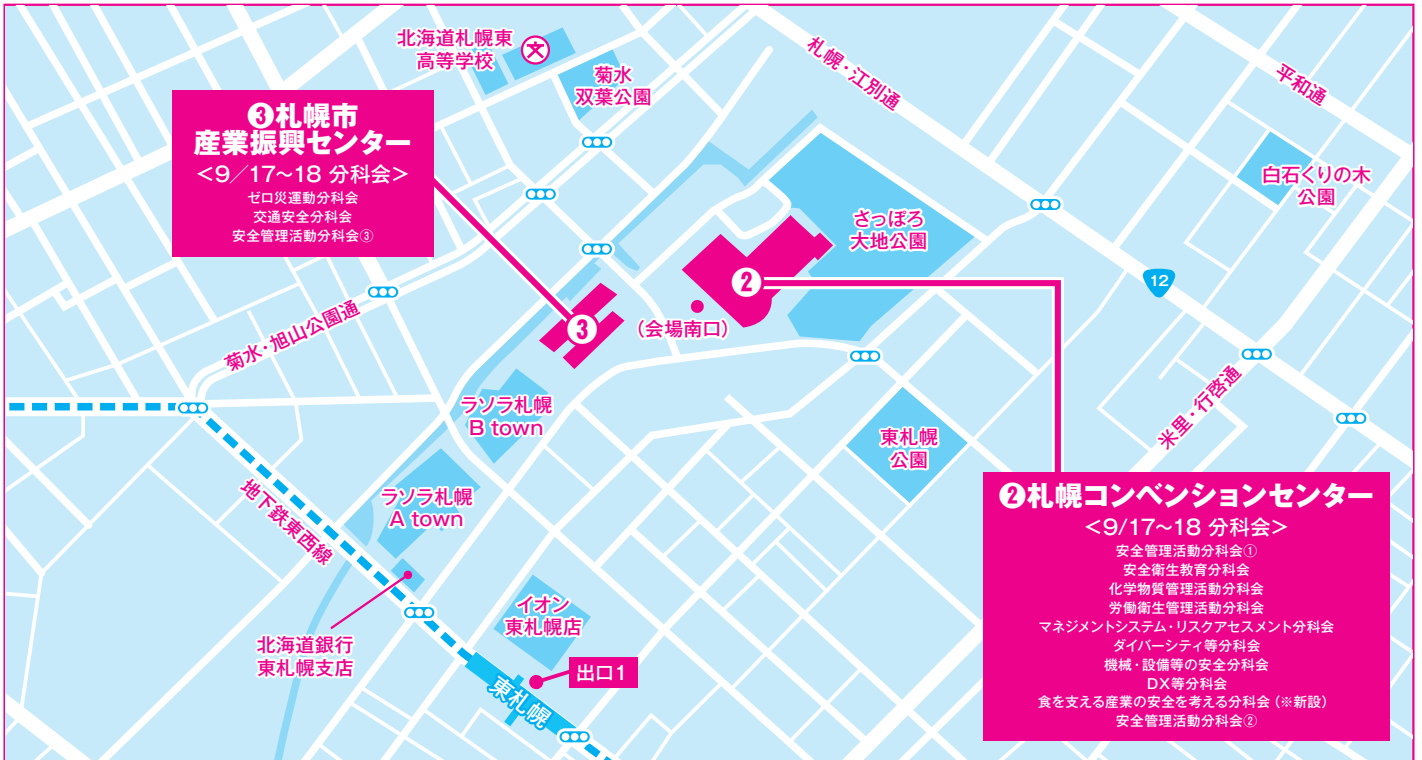 北海道札幌東
高等学校
文
菊水
双葉公園
札幌・江別通
平和通
❸札幌市
産業振興センター
<9／17〜18 分科会>
ゼロ災運動分科会
交通安全分科会
安全管理活動分科会③
白石くりの木
公園
さっぽろ
大地公園
2
12
3
(会場南口)
菊水・旭山公園通
米里・行啓通
ラソラ札幌
B town
東札幌
公園
ラソラ札幌
A town
地下鉄東西線
❷札幌コンベンションセンター
<9/17〜18 分科会>
安全管理活動分科会①
安全衛生教育分科会
化学物質管理活動分科会
労働衛生管理活動分科会
マネジメントシステム・リスクアセスメント分科会
ダイバーシティ等分科会
機械・設備等の安全分科会
DX等分科会
食を支える産業の安全を考える分科会（※新設）
安全管理活動分科会②
イオン
東札幌店
北海道銀行
東札幌支店
出口1
東札幌